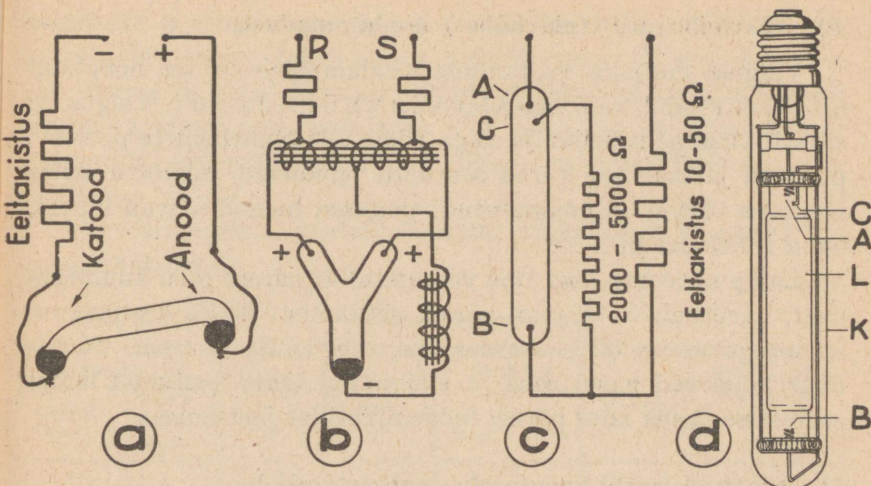 - +
Eeltakistus
Katood
Anood
a
R S
+ +
-
b
A
C
B
2000 - 5000 Ω
Eeltakistus 10-50 Ω
c
d
C
A
L
K
B